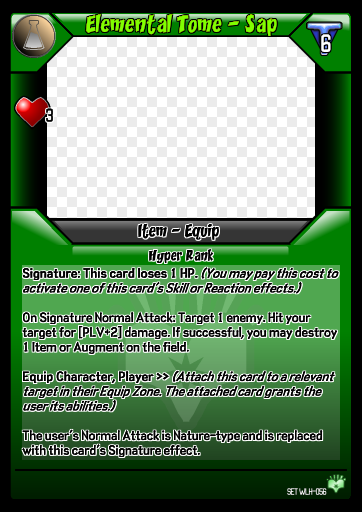 Elemental Tome - Sap
6
3
Item - Equip
Hyper Rank
Signature: This card loses 1 HP. (You may pay this cost to
activate one of this card's Skill or Reaction effects.)
On Signature Normal Attack: Target 1 enemy. Hit your
target for [PLV+2] damage. If successful, you may destroy
1 Item or Augment on the field.
Equip Character, Player >> (Attach this card to a relevant
target in their Equip Zone. The attached card grants the
user its abilities.)
The user's Normal Attack is Nature-type and is replaced
with this card's Signature effect.
SET WLH-056